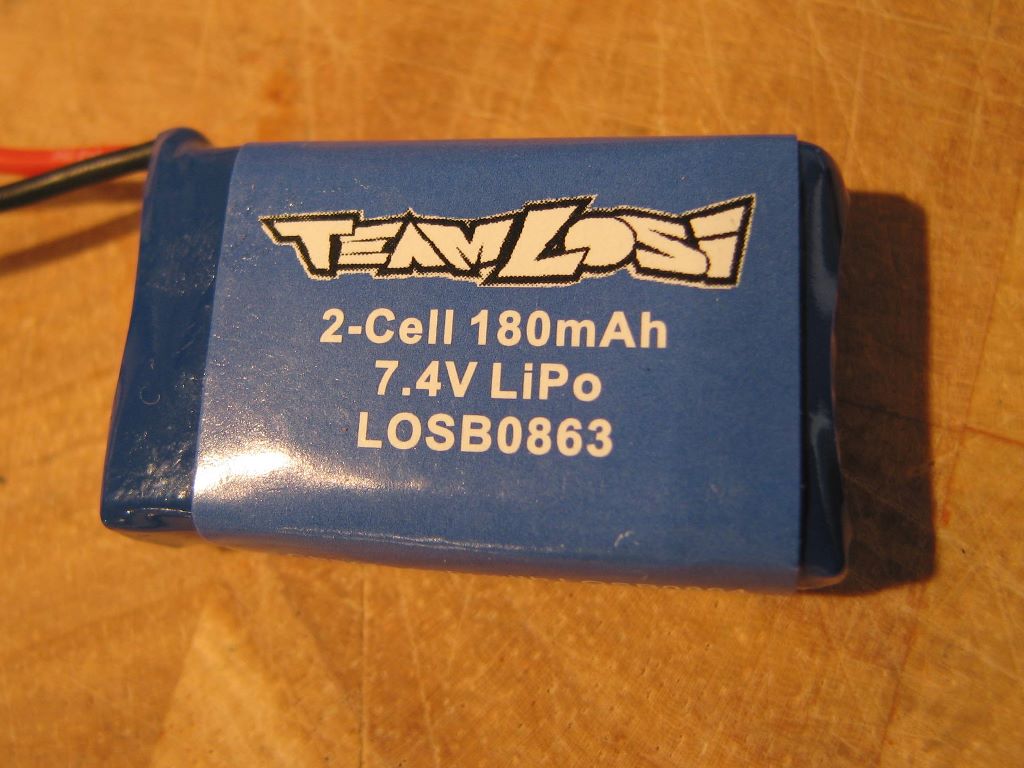 TEAM LOSI
2-Cell 180mAh
7.4V LiPo
LOSB0863